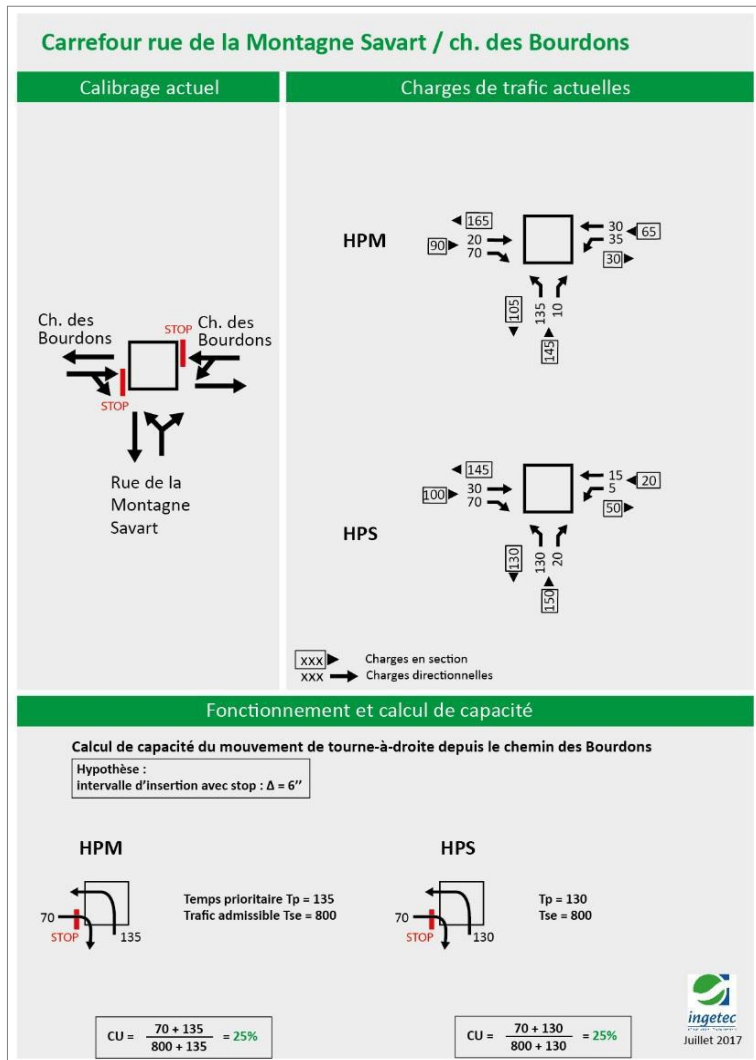 Carrefour rue de la Montagne Savart / ch. des Bourdons
Calibrage actuel
Ch. des
Bourdons
STOP
Ch. des
Bourdons
STOP
Rue de la
Montagne
Savart
Charges de trafic actuelles
HPM
165
90
20
70
30
35
65
30
105
135
10
145
HPS
145
100
30
70
15
5
20
50
130
130
20
150
xxx Charges en section
xxx Charges directionnelles
Fonctionnement et calcul de capacité
Calcul de capacité du mouvement de tourne-à-droite depuis le chemin des Bourdons
Hypothèse :
intervalle d'insertion avec stop : Δ = 6''
HPM
70
STOP
135
Temps prioritaire Tp = 135
Trafic admissible Tse = 800
CU = 70 + 135 / 800 + 135 = 25%
HPS
70
STOP
130
Tp = 130
Tse = 800
CU = 70 + 130 / 800 + 130 = 25%
ingetec
Juillet 2017